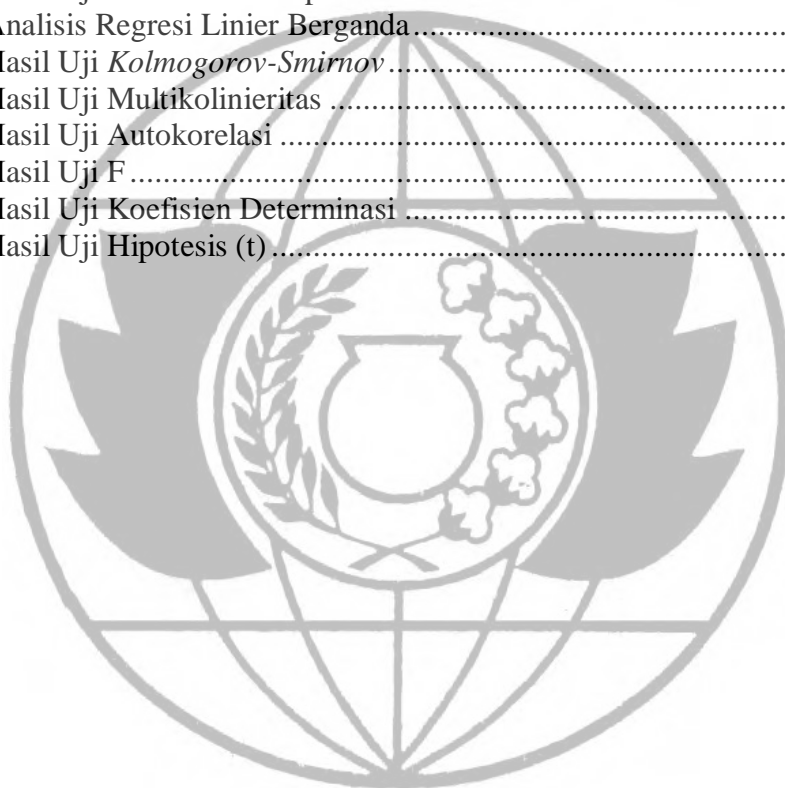 Analisis Regresi Linier Berganda
Hasil Uji Kolmogorov-Smirnov
Hasil Uji Multikolinieritas
Hasil Uji Autokorelasi
Hasil Uji F
Hasil Uji Koefisien Determinasi
Hasil Uji Hipotesis (t)